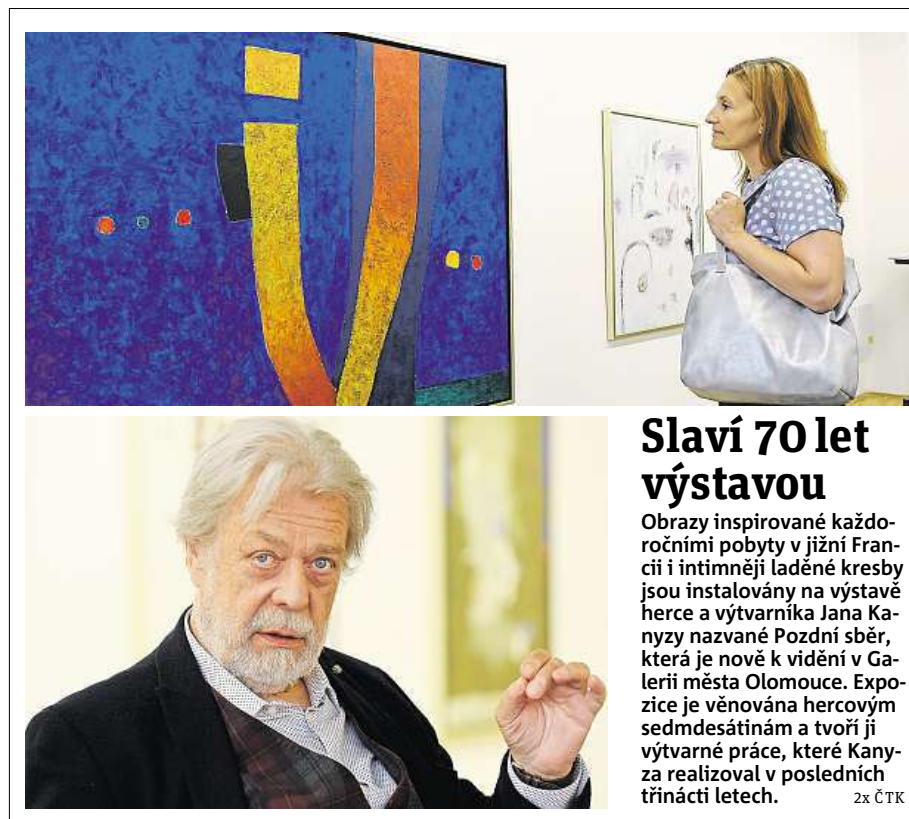 Slaví 70 let
výstavou
Obrazy inspirované každo-
ročními pobyty v jižní Fran-
cii i intimněji laděné kresby
jsou instalovány na výstavě
herce a výtvarníka Jana Ka-
nyzy nazvané Pozdní sběr,
která je nově k vidění v Ga-
lerii města Olomouce. Expo-
zice je věnována hercovým
sedmdesátinám a tvoří ji
výtvarné práce, které Kany-
za realizoval v posledních
třinácti letech. 2x ČTK